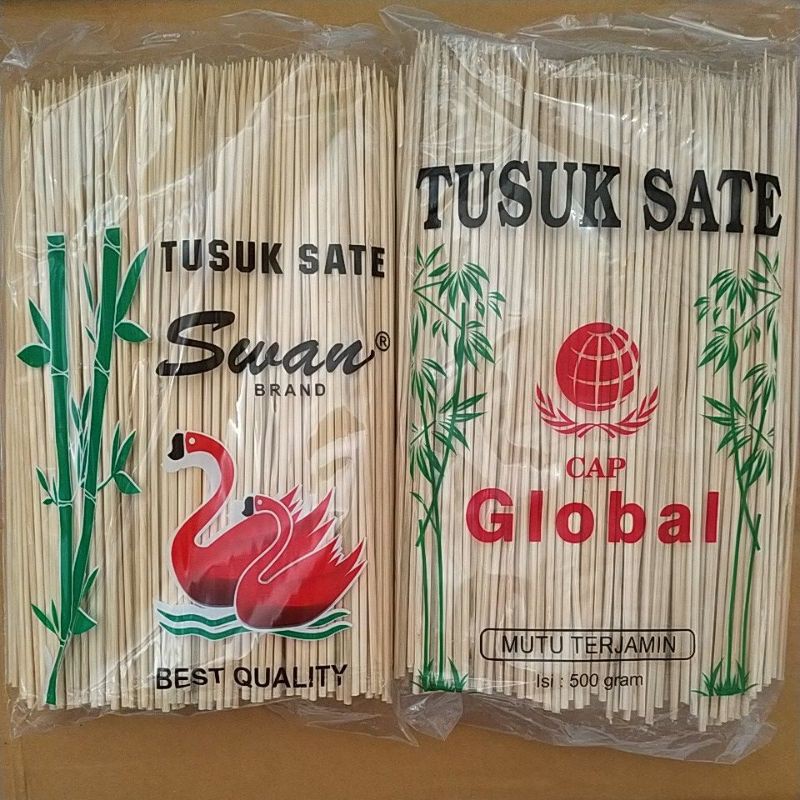 TUSUK SATE
Swan®
BRAND
BEST QUALITY
TUSUK SATE
CAP
Global
MUTU TERJAMIN
Isi : 500 gram